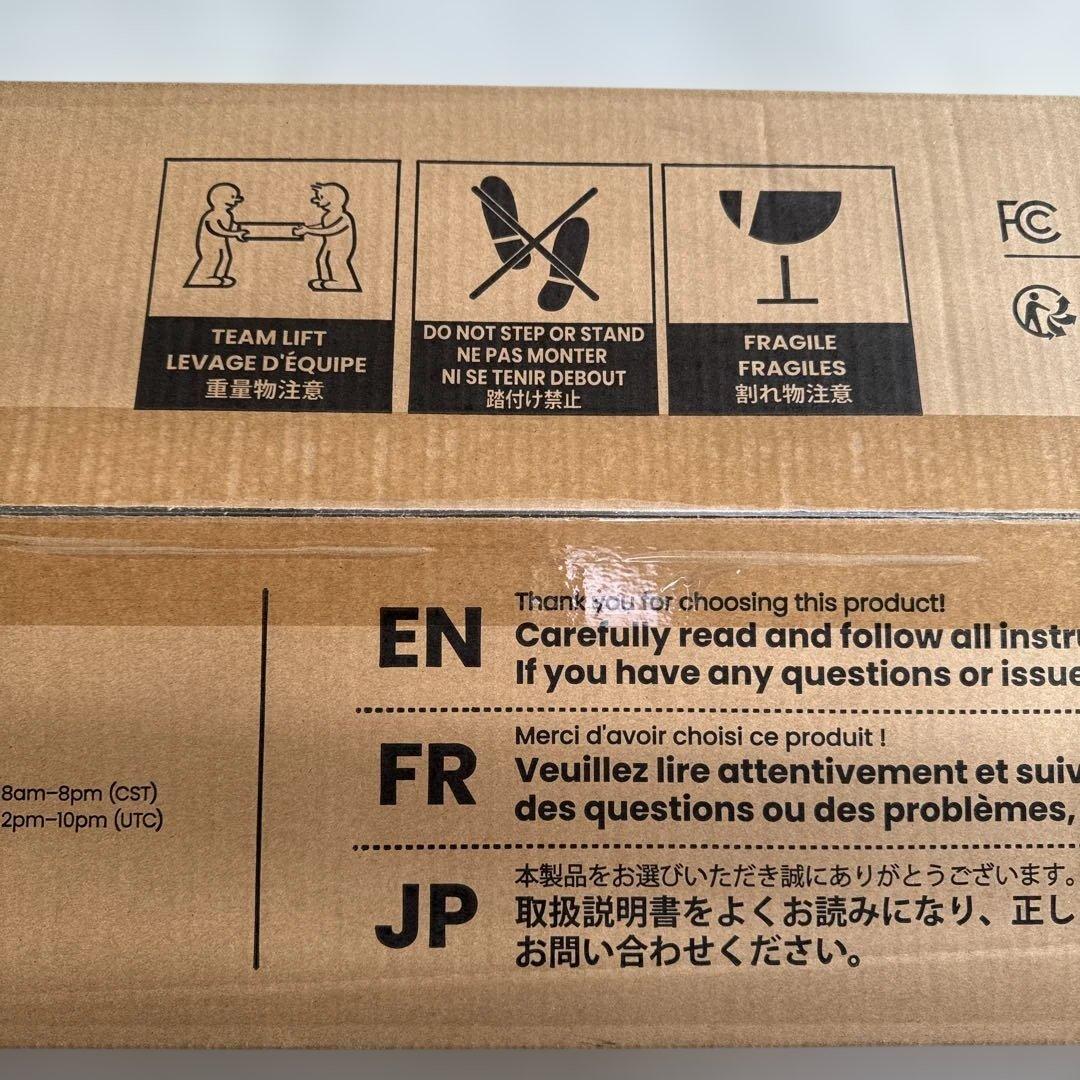 TEAM LIFT
LEVAGE D'ÉQUIPE
重量物注意
DO NOT STEP OR STAND
NE PAS MONTER
NI SE TENIR DEBOUT
踏付け禁止
FRAGILE
FRAGILES
割れ物注意
FC
8am–8pm (CST)
2pm–10pm (UTC)
EN
Thank you for choosing this product!
Carefully read and follow all
If you have any questions or
FR
Merci d'avoir choisi ce produit !
Veuillez lire attentivement et
des questions ou des problèmes,
JP
本製品をお選びいただき誠にありがとうございます。
取扱説明書をよくお読みになり、正し
お問い合わせください。